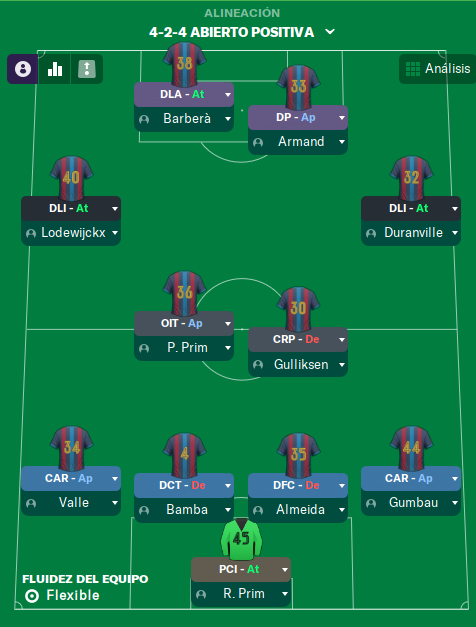 ALINEACIÓN
4-2-4 ABIERTO POSITIVA
Análisis
38
DLA - At
Barberà
33
DP - Ap
Armand
40
DLI - At
Lodewijckx
32
DLI - At
Duranville
36
OIT - Ap
P. Prim
30
CRP - De
Gulliksen
34
CAR - Ap
Valle
4
DCT - De
Bamba
35
DFC - De
Almeida
44
CAR - Ap
Gumbau
45
PCI - At
R. Prim
FLUIDEZ DEL EQUIPO
Flexible